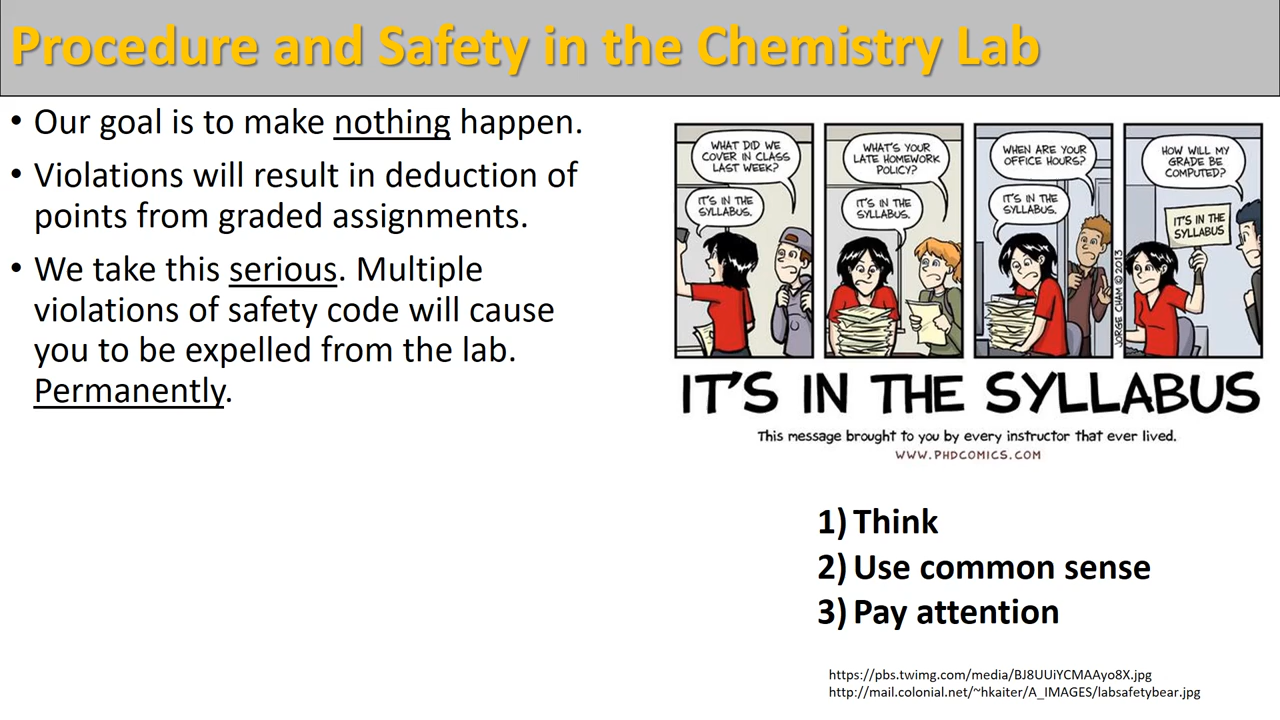 Procedure and Safety in the Chemistry Lab
• Our goal is to make nothing happen.
• Violations will result in deduction of
points from graded assignments.
• We take this serious. Multiple
violations of safety code will cause
you to be expelled from the lab.
Permanently.
WHAT DID WE
COVER IN CLASS
LAST WEEK?
IT'S IN THE
SYLLABUS.
WHAT'S YOUR
LATE HOMEWORK
POLICY?
IT'S IN THE
SYLLABUS.
WHEN ARE YOUR
OFFICE HOURS?
IT'S IN THE
SYLLABUS.
HOW WILL MY
GRADE BE
COMPUTED?
IT'S IN THE
SYLLABUS
JORGE CHAM © 2013
IT'S IN THE SYLLABUS
This message brought to you by every instructor that ever lived.
WWW.PHDCOMICS.COM
1) Think
2) Use common sense
3) Pay attention
https://pbs.twimg.com/media/BJ8UUiYCMAAyo8X.jpg
http://mail.colonial.net/~hkaiter/A_IMAGES/labsafetybear.jpg